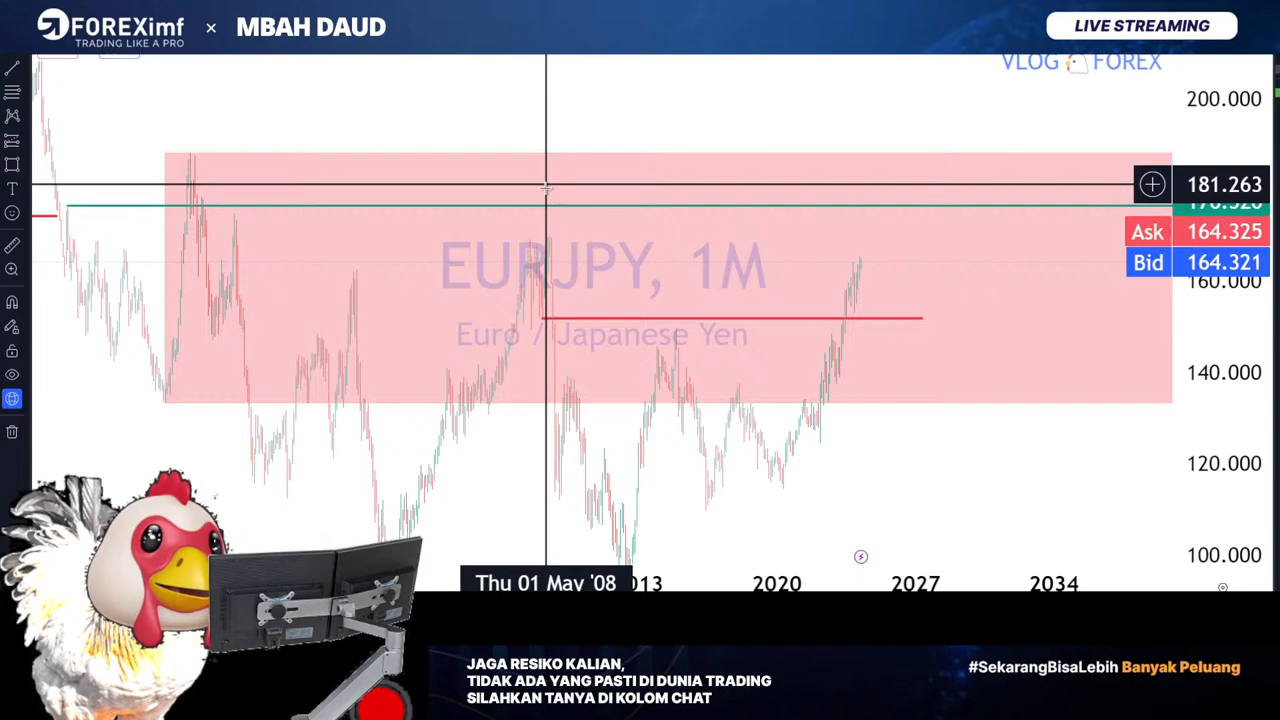 FOREXimf
TRADING LIKE A PRO
×
MBAH DAUD
LIVE STREAMING
VLOG FOREX
200.000
181.263
Ask 164.325
Bid 164.321
160.000
140.000
120.000
100.000
EURJPY, 1M
Euro / Japanese Yen
Thu 01 May '08
2020
2027
2034
JAGA RESIKO KALIAN,
TIDAK ADA YANG PASTI DI DUNIA TRADING
SILAHKAN TANYA DI KOLOM CHAT
#SekarangBisaLebih Banyak Peluang